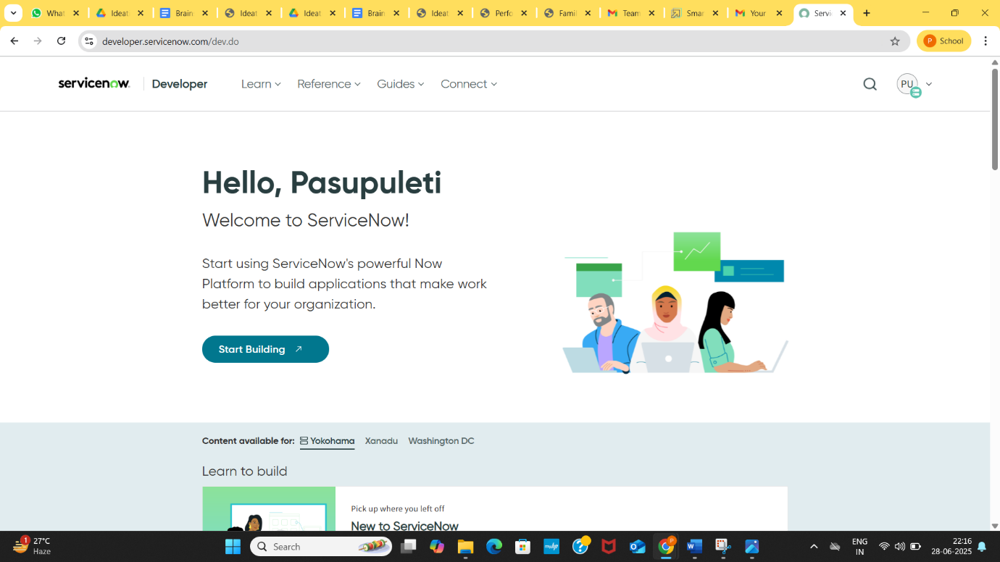 What
Ideat
Brain
Ideat
Ideat
Brain
Ideat
Perfo
Famil
Team
Smar
Your
Servi
developer.servicenow.com/dev.do
P School
servicenow. Developer Learn Reference Guides Connect PU
Hello, Pasupuleti
Welcome to ServiceNow!
Start using ServiceNow's powerful Now
Platform to build applications that make work
better for your organization.
Start Building
Content available for: Yokohama Xanadu Washington DC
Learn to build
Pick up where you left off
New to ServiceNow
1
27°C
Haze
Search
myhp
P
ENG
IN
22:16
28-06-2025